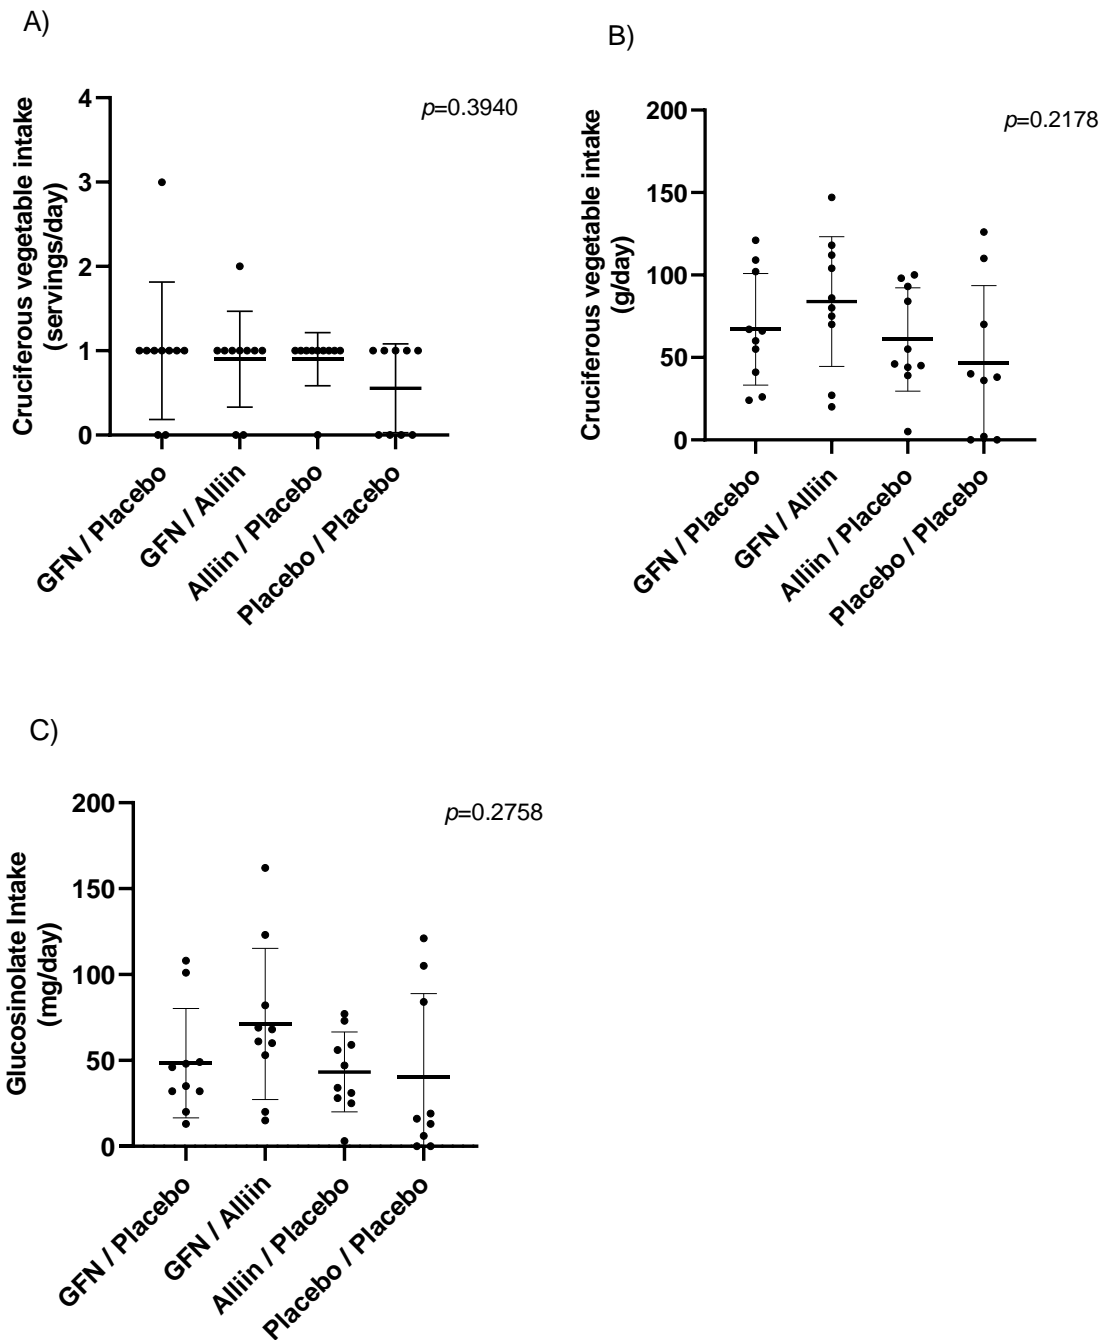 A)
Cruciferous vegetable intake
(servings/day)
4
3
2
1
0
p=0.3940
GFN / Placebo
GFN / Alliin
Alliin / Placebo
Placebo / Placebo
B)
Cruciferous vegetable intake
(g/day)
200
150
100
50
0
p=0.2178
GFN / Placebo
GFN / Alliin
Alliin / Placebo
Placebo / Placebo
C)
Glucosinolate Intake
(mg/day)
200
150
100
50
0
p=0.2758
GFN / Placebo
GFN / Alliin
Alliin / Placebo
Placebo / Placebo